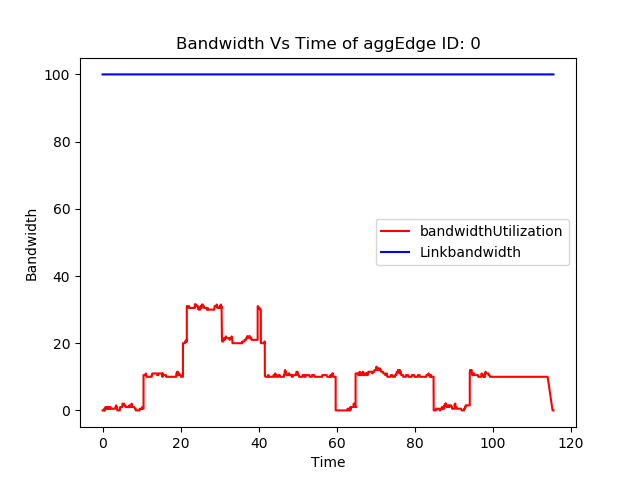 Bandwidth Vs Time of aggEdge ID: 0
100
80
60
40
20
0
Bandwidth
bandwidthUtilization
Linkbandwidth
0 20 40 60 80 100 120
Time